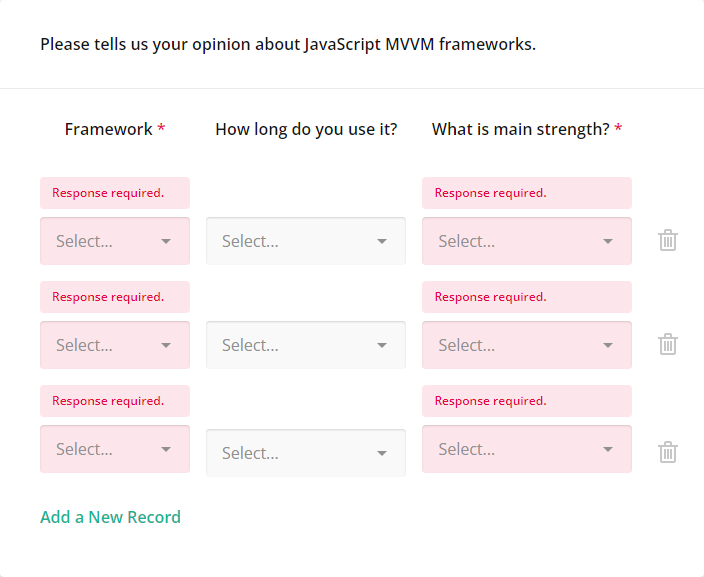 Please tells us your opinion about JavaScript MVVM frameworks.
Framework * How long do you use it? What is main strength? *
Response required. Response required.
Select... Select... Select...
Response required. Response required.
Select... Select... Select...
Response required. Response required.
Select... Select... Select...
Add a New Record